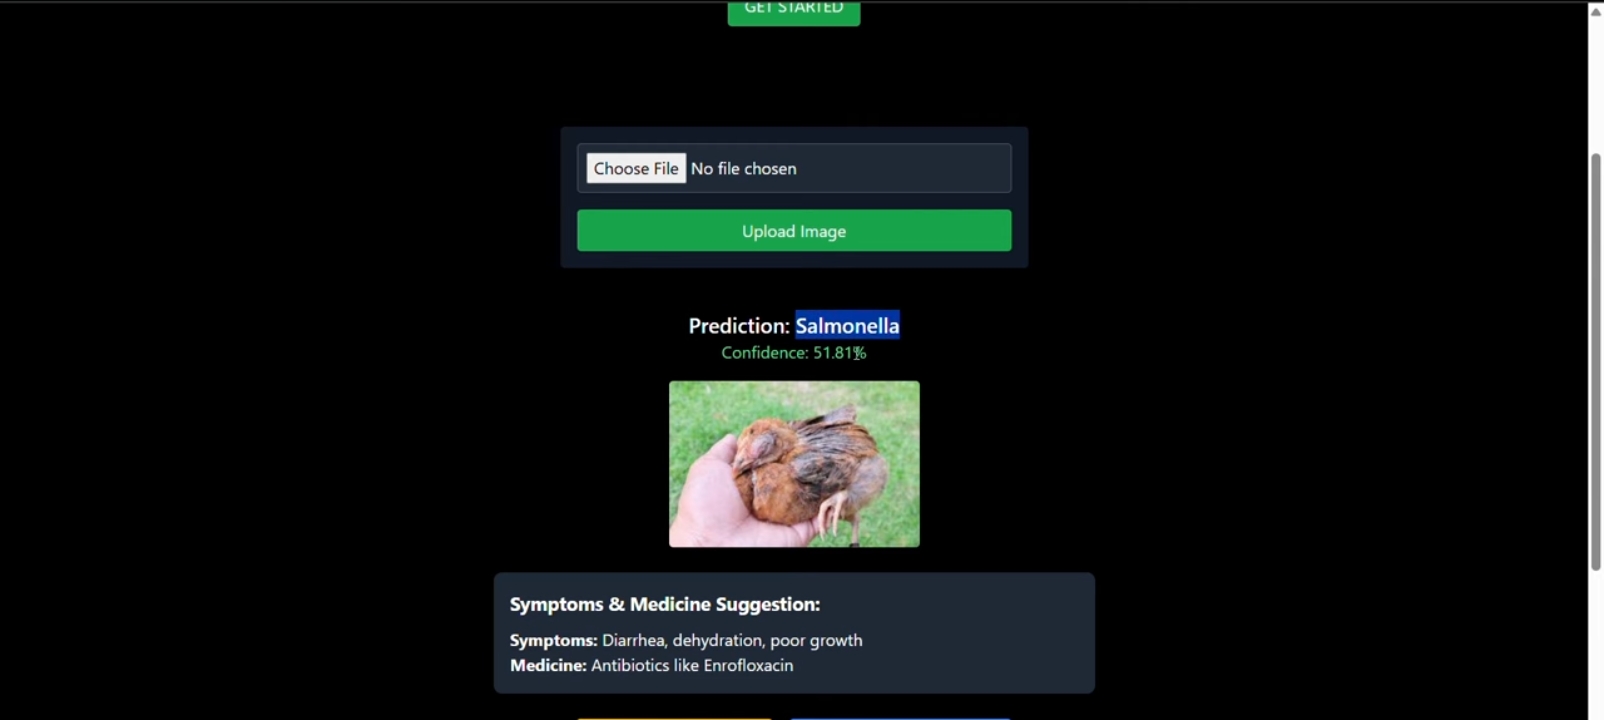 GET STARTED
Choose File No file chosen
Upload Image
Prediction: Salmonella
Confidence: 51.81%
Symptoms & Medicine Suggestion:
Symptoms: Diarrhea, dehydration, poor growth
Medicine: Antibiotics like Enrofloxacin